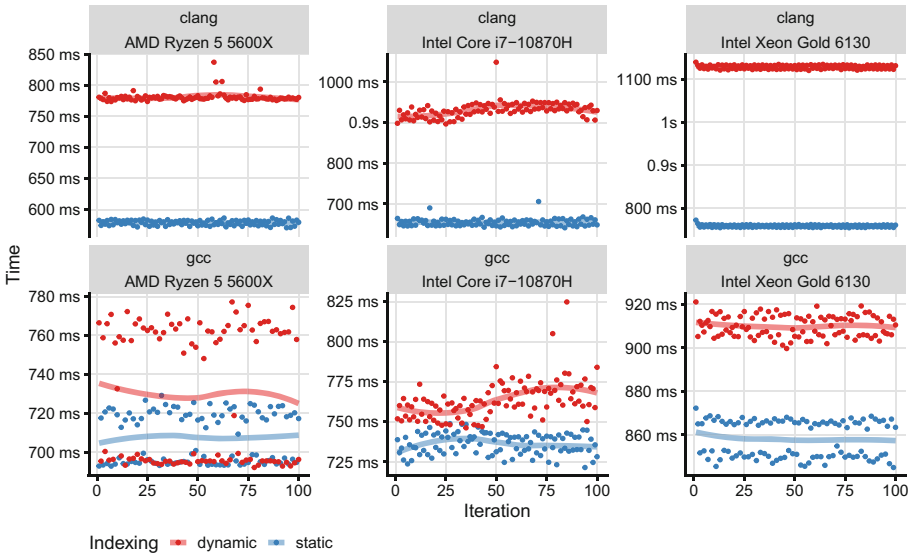 clang
AMD Ryzen 5 5600X
850 ms
800 ms
750 ms
700 ms
650 ms
600 ms
clang
Intel Core i7−10870H
1000 ms
0.9s
800 ms
700 ms
clang
Intel Xeon Gold 6130
1100 ms
1s
0.9s
800 ms
Time
gcc
AMD Ryzen 5 5600X
780 ms
760 ms
740 ms
720 ms
700 ms
0 25 50 75 100
gcc
Intel Core i7−10870H
825 ms
800 ms
775 ms
750 ms
725 ms
0 25 50 75 100
gcc
Intel Xeon Gold 6130
920 ms
900 ms
880 ms
860 ms
0 25 50 75 100
Iteration
Indexing dynamic static